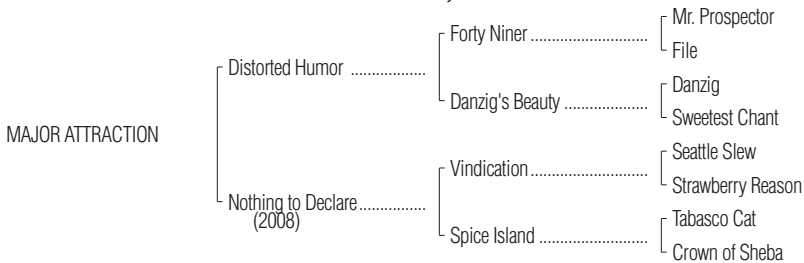 Mr. Prospector
Forty Niner ............................
File
Distorted Humor ..................
Danzig
Danzig's Beauty ....................
Sweetest Chant
MAJOR ATTRACTION
Seattle Slew
Vindication............................
Strawberry Reason
Nothing to Declare................
(2008)
Tabasco Cat
Spice Island ..........................
Crown of Sheba